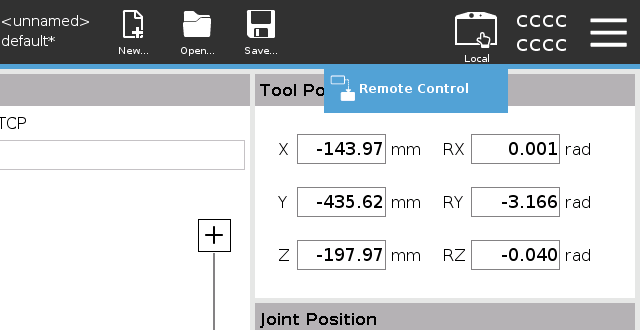 <unnamed>
default*
New...
Open...
Save...
Local
CCCC
CCCC
Remote Control
Tool Po
TCP
X -143.97 mm RX 0.001 rad
Y -435.62 mm RY -3.166 rad
Z -197.97 mm RZ -0.040 rad
Joint Position